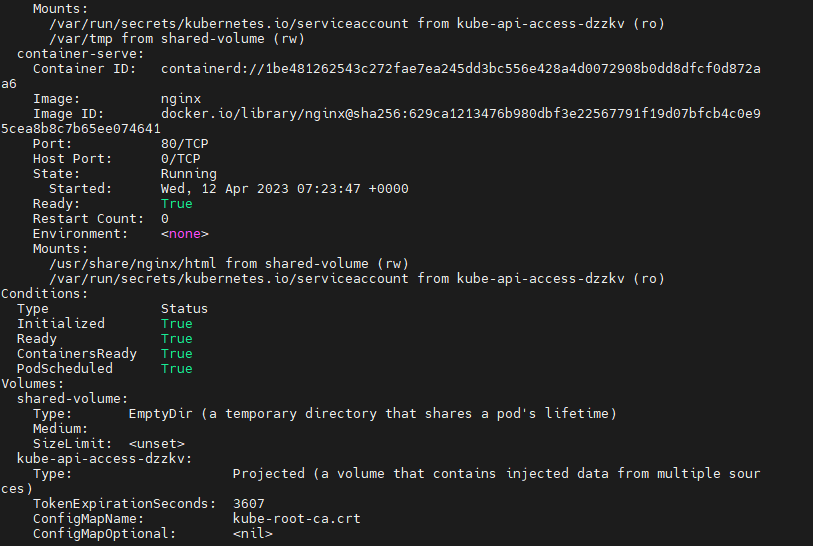 Mounts:
      /var/run/secrets/kubernetes.io/serviceaccount from kube-api-access-dzzkv (ro)
      /var/tmp from shared-volume (rw)
  container-serve:
    Container ID:   containerd://1be481262543c272fae7ea245dd3bc556e428a4d0072908b0dd8dfcf0d872a
a6
    Image:          nginx
    Image ID:       docker.io/library/nginx@sha256:629ca1213476b980dbf3e22567791f19d07bfcb4c0e9
5cea8b8c7b65ee074641
    Port:           80/TCP
    Host Port:      0/TCP
    State:          Running
      Started:      Wed, 12 Apr 2023 07:23:47 +0000
    Ready:          True
    Restart Count:  0
    Environment:    <none>
    Mounts:
      /usr/share/nginx/html from shared-volume (rw)
      /var/run/secrets/kubernetes.io/serviceaccount from kube-api-access-dzzkv (ro)
Conditions:
  Type              Status
  Initialized       True
  Ready             True
  ContainersReady   True
  PodScheduled      True
Volumes:
  shared-volume:
    Type:       EmptyDir (a temporary directory that shares a pod's lifetime)
    Medium:
    SizeLimit:  <unset>
  kube-api-access-dzzkv:
    Type:                    Projected (a volume that contains injected data from multiple sour
ces)
    TokenExpirationSeconds:  3607
    ConfigMapName:           kube-root-ca.crt
    ConfigMapOptional:       <nil>